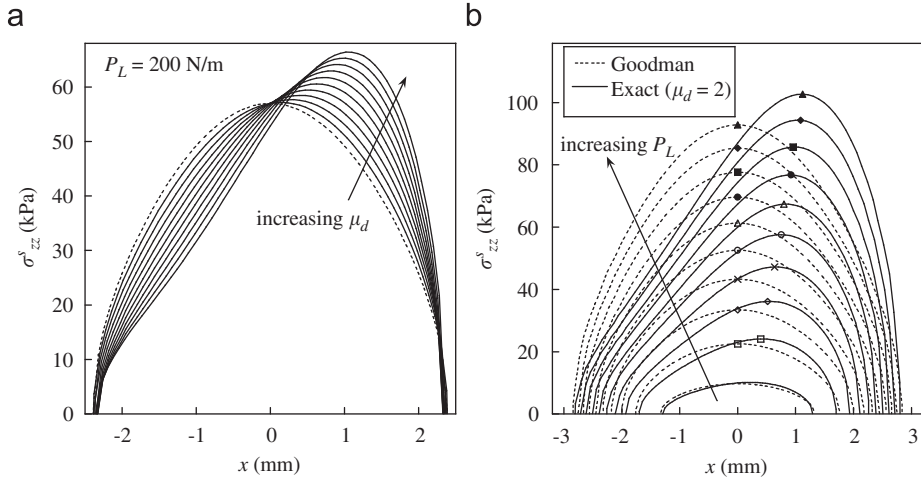 a
P_L = 200 N/m
increasing μ_d
σ^s_zz (kPa)
60
50
40
30
20
10
0
-2
-1
0
1
2
x (mm)
b
Goodman
Exact (μ_d = 2)
increasing P_L
σ^s_zz (kPa)
100
80
60
40
20
0
-3
-2
-1
0
1
2
3
x (mm)